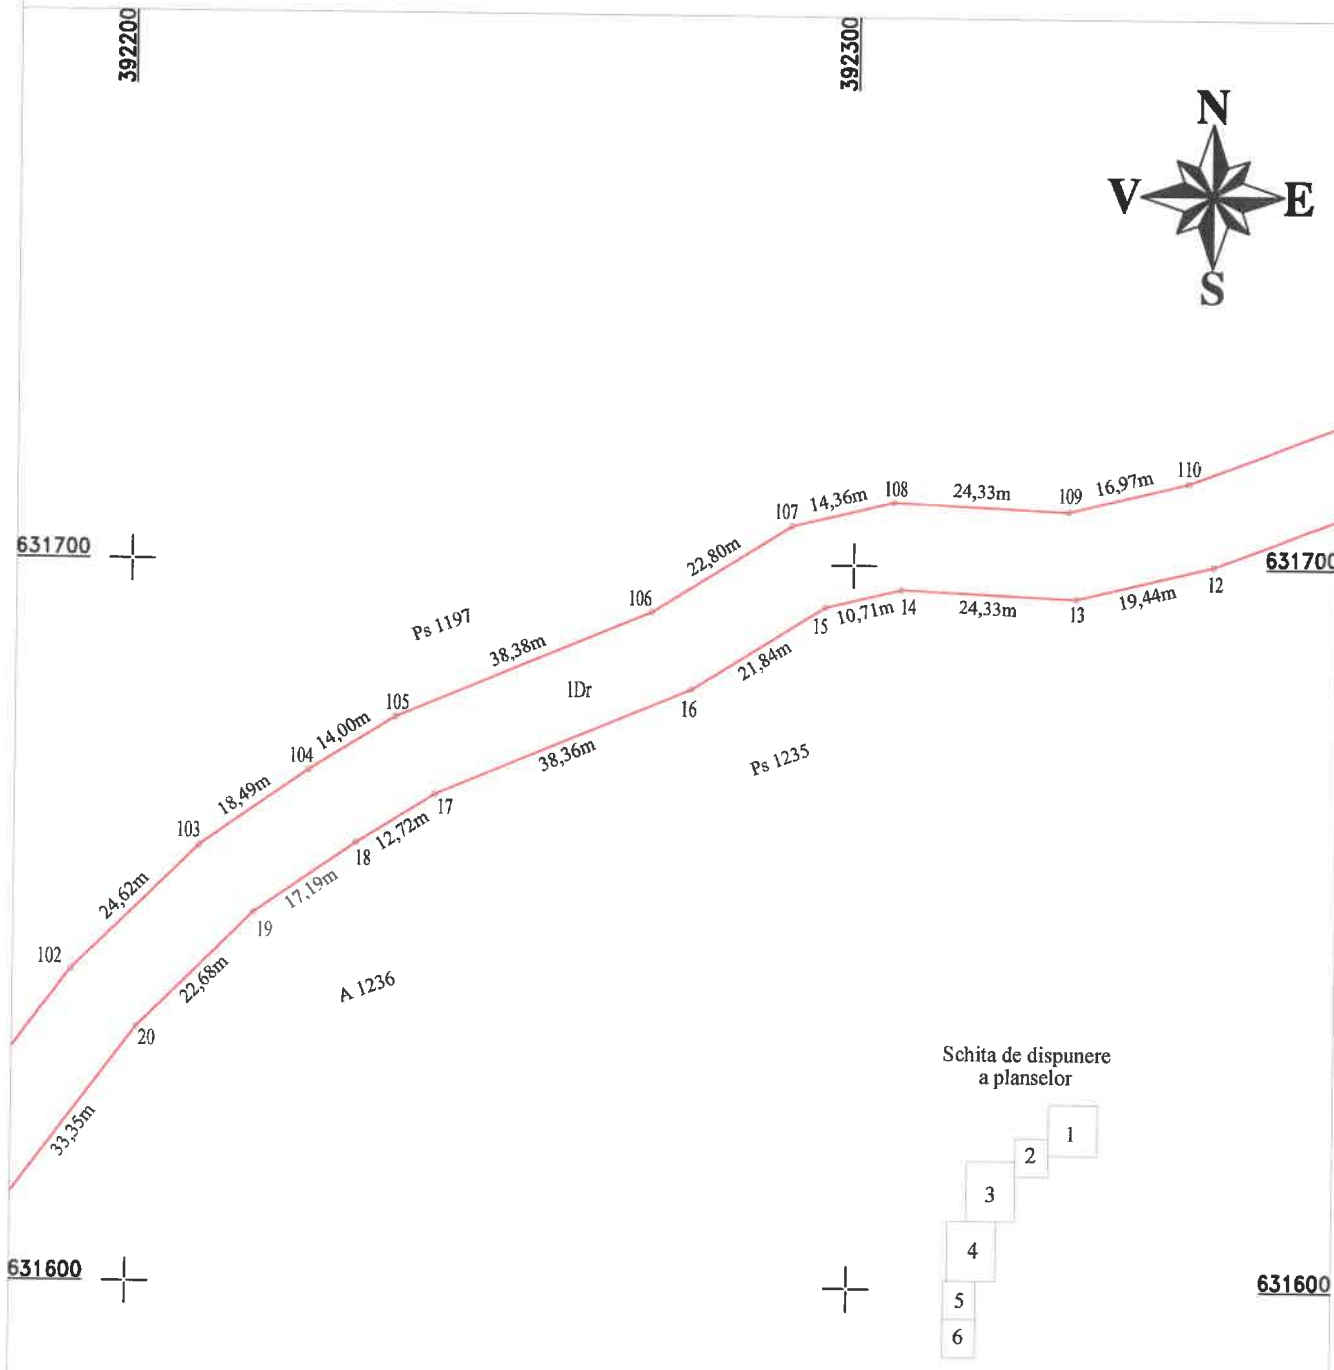 392200
392300
N
V
E
S
110
16,97m
109
24,33m
108
14,36m
107
631700
22,80m
631700
12
19,44m
13
24,33m
14
10,71m
15
106
Ps 1197
38,38m
21,84m
1Dr
16
105
14,00m
104
Ps 1235
38,36m
18,49m
17
103
12,72m
18
17,19m
24,62m
19
102
22,68m
A 1236
20
Schita de dispunere
a planselor
33,35m
1
2
3
4
631600
631600
5
6